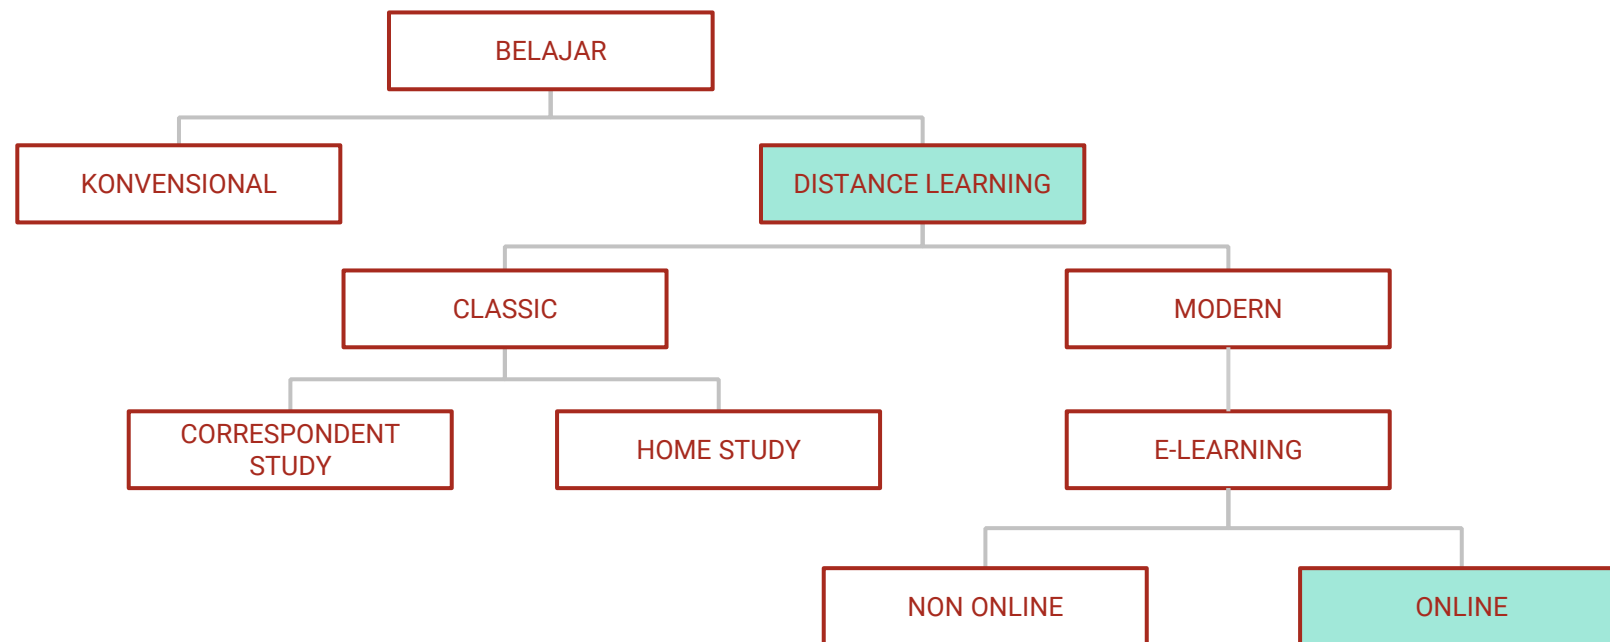 BELAJAR
KONVENSIONAL
DISTANCE LEARNING
CLASSIC
MODERN
CORRESPONDENT
STUDY
HOME STUDY
E-LEARNING
NON ONLINE
ONLINE